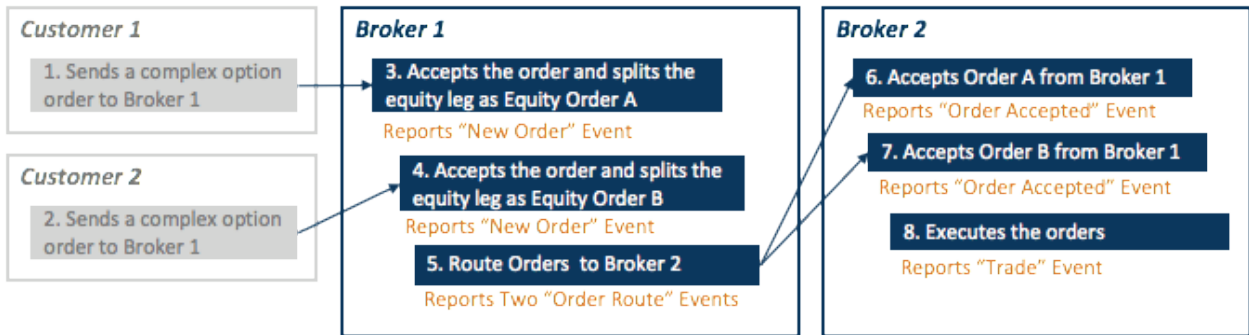 Customer 1
1. Sends a complex option
order to Broker 1
Customer 2
2. Sends a complex option
order to Broker 1
Broker 1
3. Accepts the order and splits the
equity leg as Equity Order A
Reports "New Order" Event
4. Accepts the order and splits the
equity leg as Equity Order B
Reports "New Order" Event
5. Route Orders to Broker 2
Reports Two "Order Route" Events
Broker 2
6. Accepts Order A from Broker 1
Reports "Order Accepted" Event
7. Accepts Order B from Broker 1
Reports "Order Accepted" Event
8. Executes the orders
Reports "Trade" Event